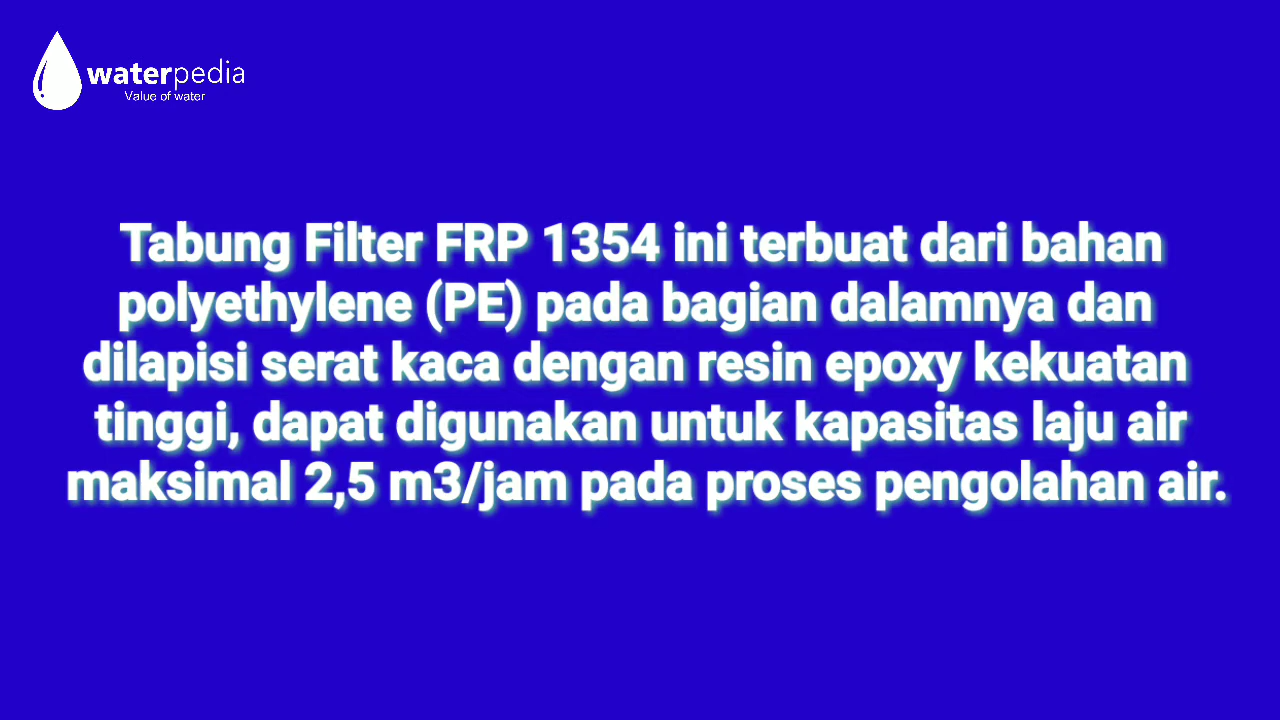 waterpedia
Value of water
Tabung Filter FRP 1354 ini terbuat dari bahan
polyethylene (PE) pada bagian dalamnya dan
dilapisi serat kaca dengan resin epoxy kekuatan
tinggi, dapat digunakan untuk kapasitas laju air
maksimal 2,5 m3/jam pada proses pengolahan air.